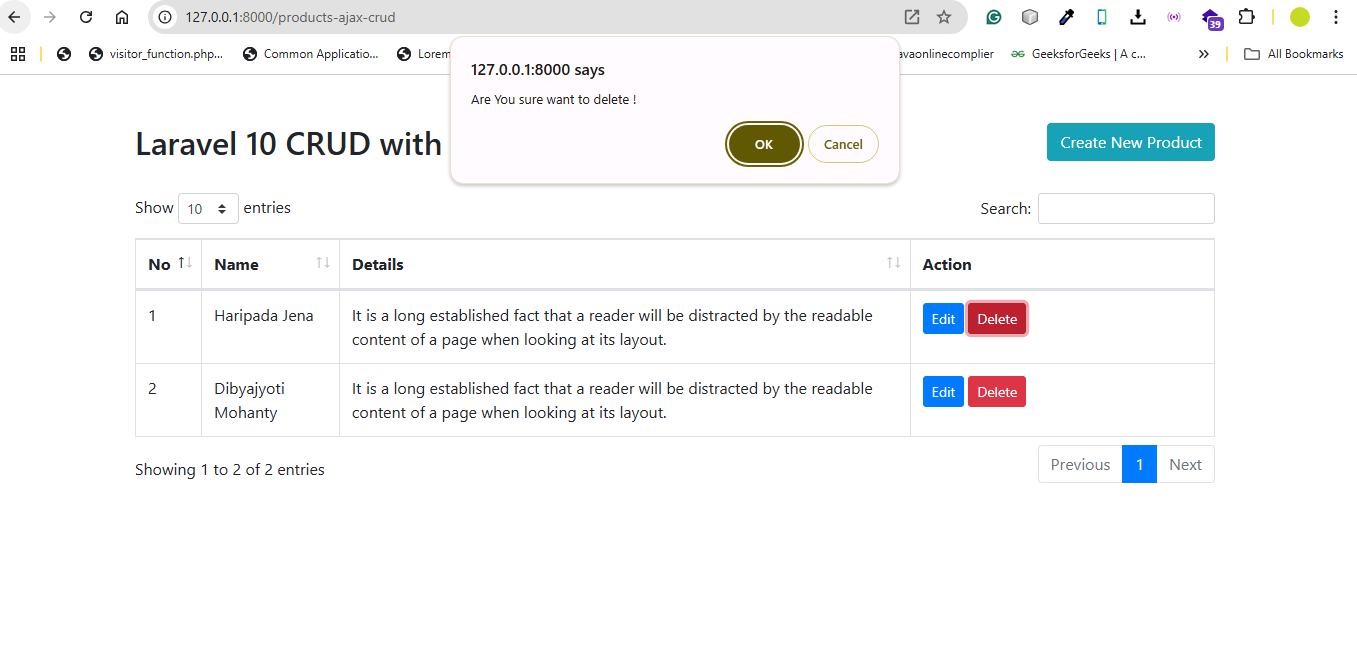 127.0.0.1:8000/products-ajax-crud
39
visitor_function.php...
Common Applicatio...
Lorem
avaonlinecomplier
GeeksforGeeks | A c...
All Bookmarks
127.0.0.1:8000 says
Are You sure want to delete !
OK
Cancel
Laravel 10 CRUD with
Create New Product
Show 10 entries
Search:
No
Name
Details
Action
1
Haripada Jena
It is a long established fact that a reader will be distracted by the readable
content of a page when looking at its layout.
Edit
Delete
2
Dibyajyoti
Mohanty
It is a long established fact that a reader will be distracted by the readable
content of a page when looking at its layout.
Edit
Delete
Showing 1 to 2 of 2 entries
Previous
1
Next